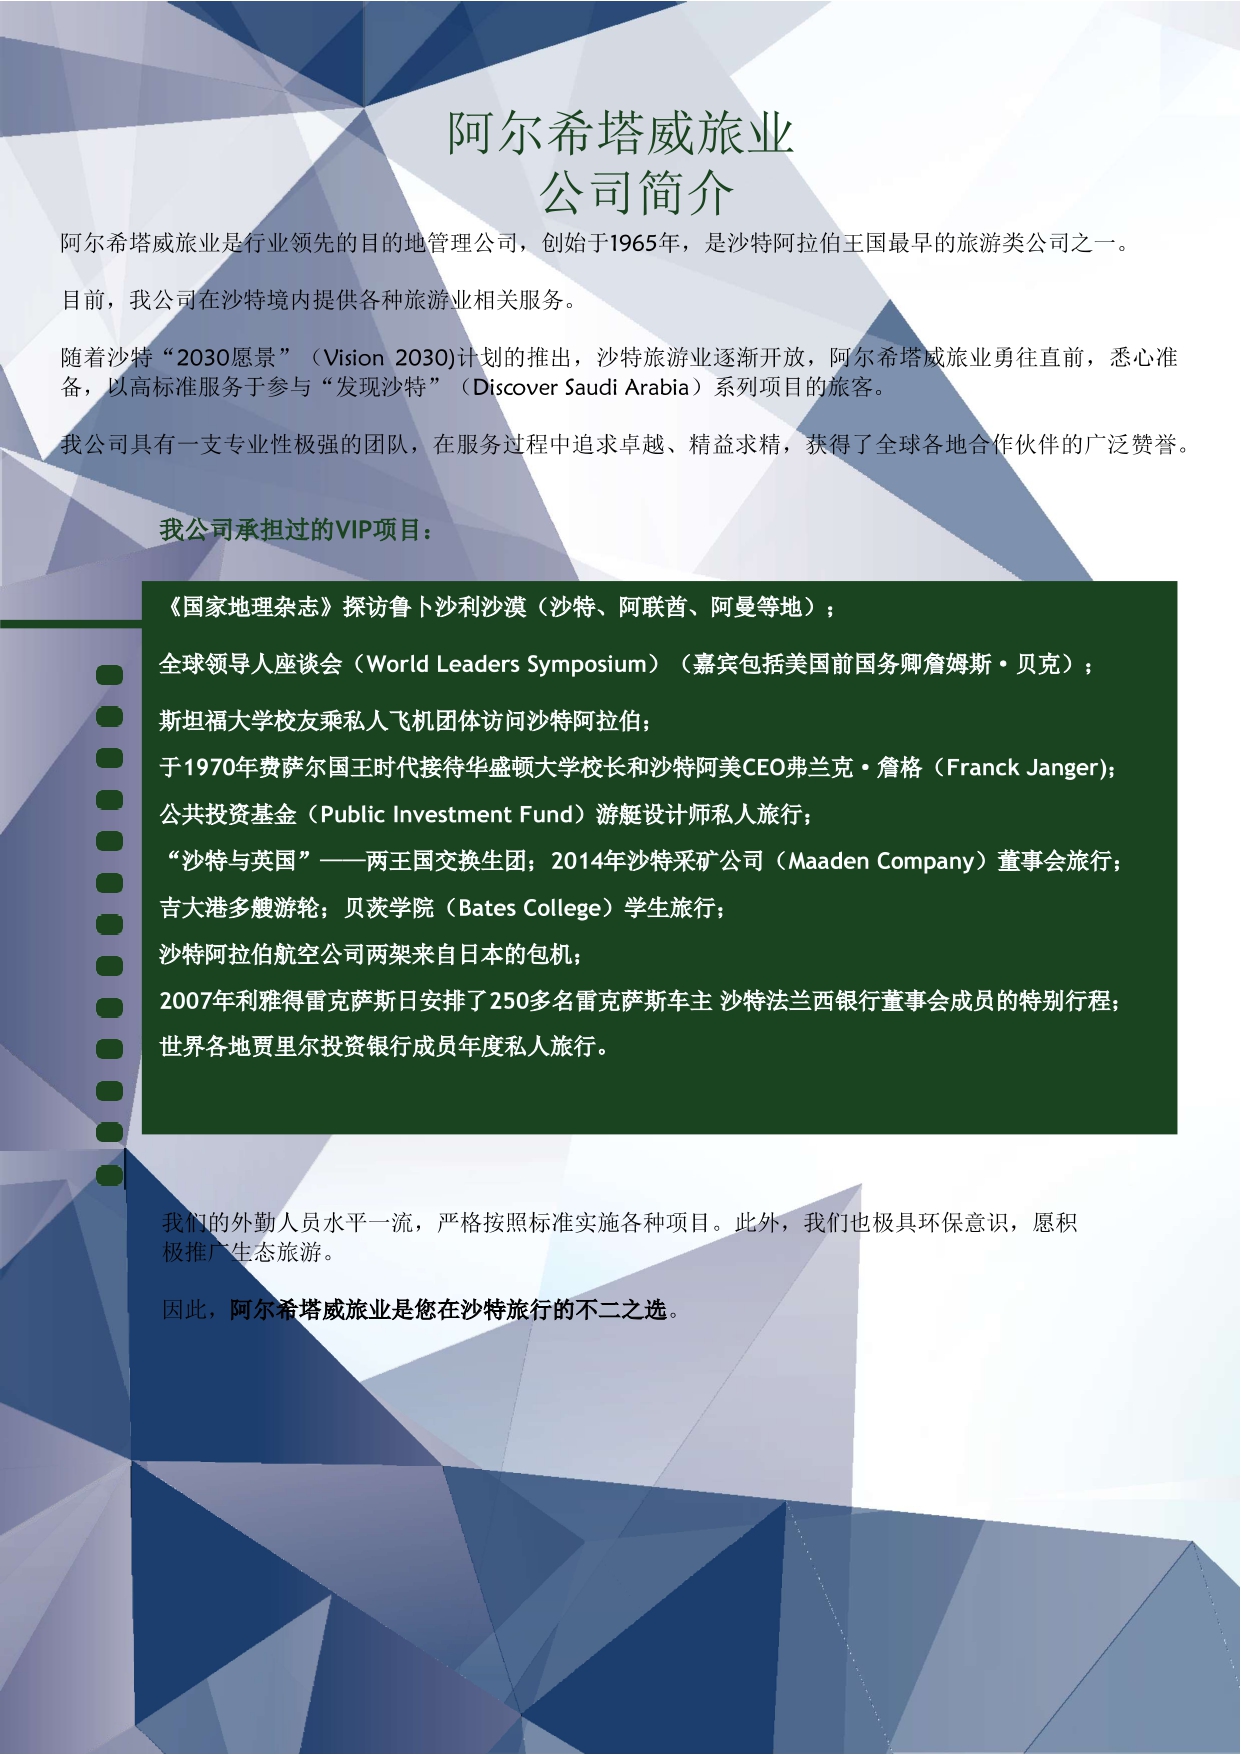 阿尔希塔威旅业
公司简介
阿尔希塔威旅业是行业领先的目的地管理公司，创始于1965年，是沙特阿拉伯王国最早的旅游类公司之一。
目前，我公司在沙特境内提供各种旅游业相关服务。
随着沙特“2030愿景”（Vision 2030)计划的推出，沙特旅游业逐渐开放，阿尔希塔威旅业勇往直前，悉心准
备，以高标准服务于参与“发现沙特”（Discover Saudi Arabia）系列项目的旅客。
我公司具有一支专业性极强的团队，在服务过程中追求卓越、精益求精，获得了全球各地合作伙伴的广泛赞誉。
我公司承担过的VIP项目：
《国家地理杂志》探访鲁卜沙利沙漠（沙特、阿联酋、阿曼等地）；
全球领导人座谈会（World Leaders Symposium）（嘉宾包括美国前国务卿詹姆斯•贝克）；
斯坦福大学校友乘私人飞机团体访问沙特阿拉伯；
于1970年费萨尔国王时代接待华盛顿大学校长和沙特阿美CEO弗兰克•詹格（Franck Janger)；
公共投资基金（Public Investment Fund）游艇设计师私人旅行；
“沙特与英国”——两王国交换生团；2014年沙特采矿公司（Maaden Company）董事会旅行；
吉大港多艘游轮；贝茨学院（Bates College）学生旅行；
沙特阿拉伯航空公司两架来自日本的包机；
2007年利雅得雷克萨斯日安排了250多名雷克萨斯车主 沙特法兰西银行董事会成员的特别行程；
世界各地贾里尔投资银行成员年度私人旅行。
我们的外勤人员水平一流，严格按照标准实施各种项目。此外，我们也极具环保意识，愿积
极推广生态旅游。
因此，阿尔希塔威旅业是您在沙特旅行的不二之选。